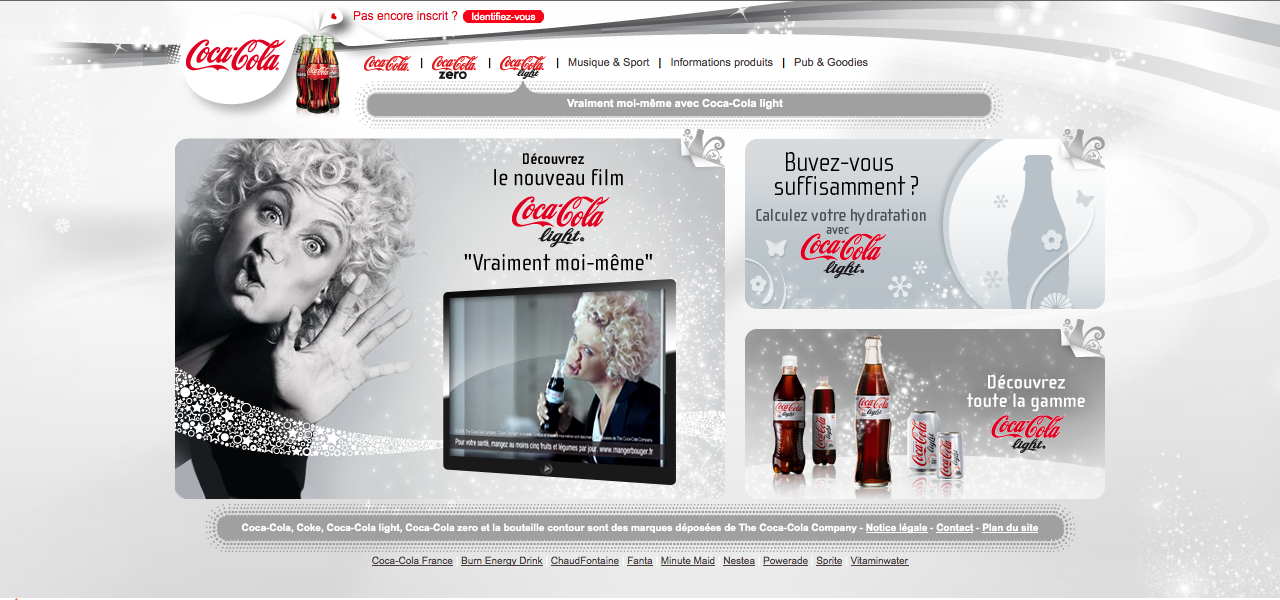 Pas encore inscrit ? Identifiez-vous
Coca-Cola
Coca-Cola | Coca-Cola zero | Coca-Cola light | Musique & Sport | Informations produits | Pub & Goodies
Vraiment moi-même avec Coca-Cola light
Découvrez
le nouveau film
Coca-Cola
light
"Vraiment moi-même"
Pour votre santé, mangez au moins cinq fruits et légumes par jour. www.mangerbouger.fr
Buvez-vous
suffisamment ?
Calculez votre hydratation
avec
Coca-Cola
light
Découvrez
toute la gamme
Coca-Cola
light
Coca-Cola, Coke, Coca-Cola light, Coca-Cola zero et la bouteille contour sont des marques déposées de The Coca-Cola Company - Notice légale - Contact - Plan du site
Coca-Cola France | Burn Energy Drink | ChaudFontaine | Fanta | Minute Maid | Nestea | Powerade | Sprite | Vitaminwater